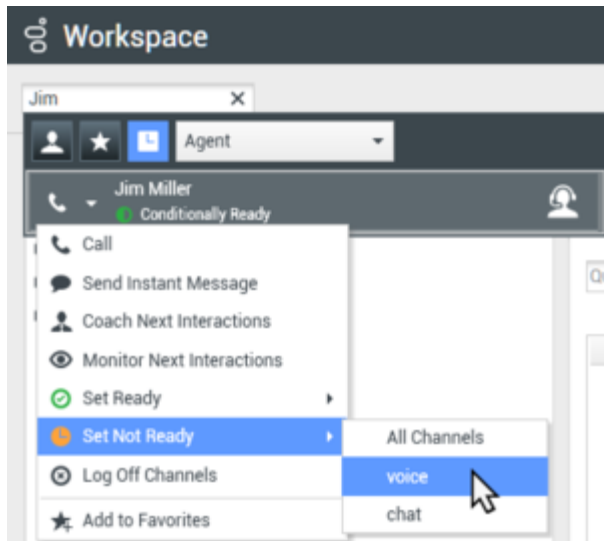 Workspace
Jim
Agent
Jim Miller
Conditionally Ready
Call
Send Instant Message
Coach Next Interactions
Monitor Next Interactions
Set Ready
Set Not Ready
All Channels
Log Off Channels
voice
Add to Favorites
chat